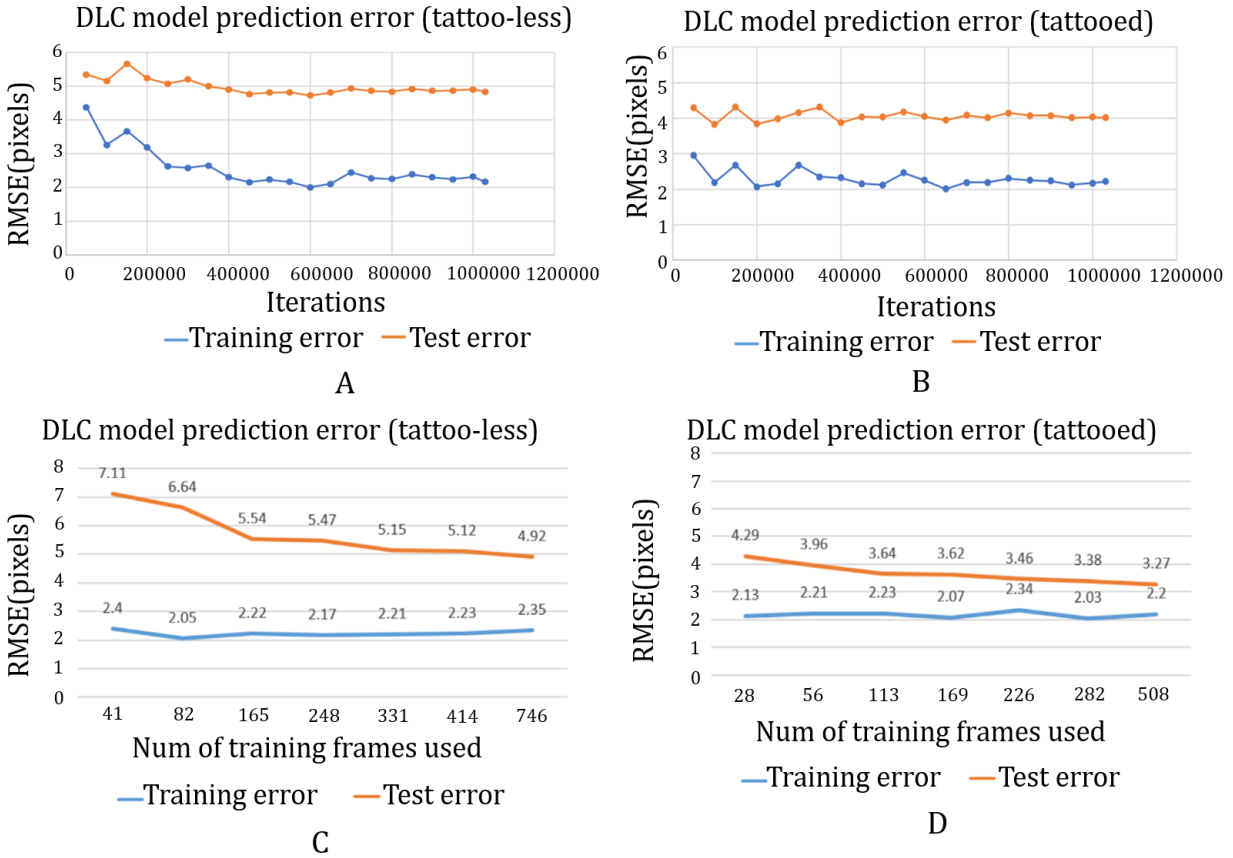 DLC model prediction error (tattoo-less)
RMSE(pixels)
6
5
4
3
2
1
0
0 200000 400000 600000 800000 1000000 1200000
Iterations
Training error Test error
A
DLC model prediction error (tattooed)
RMSE(pixels)
6
5
4
3
2
1
0
0 200000 400000 600000 800000 1000000 1200000
Iterations
Training error Test error
B
DLC model prediction error (tattoo-less)
RMSE(pixels)
8
7
6
5
4
3
2
1
0
7.11 6.64 5.54 5.47 5.15 5.12 4.92
2.4 2.05 2.22 2.17 2.21 2.23 2.35
41 82 165 248 331 414 746
Num of training frames used
Training error Test error
C
DLC model prediction error (tattooed)
RMSE(pixels)
8
7
6
5
4
3
2
1
0
4.29 3.96 3.64 3.62 3.46 3.38 3.27
2.13 2.21 2.23 2.07 2.34 2.03 2.2
28 56 113 169 226 282 508
Num of training frames used
Training error Test error
D